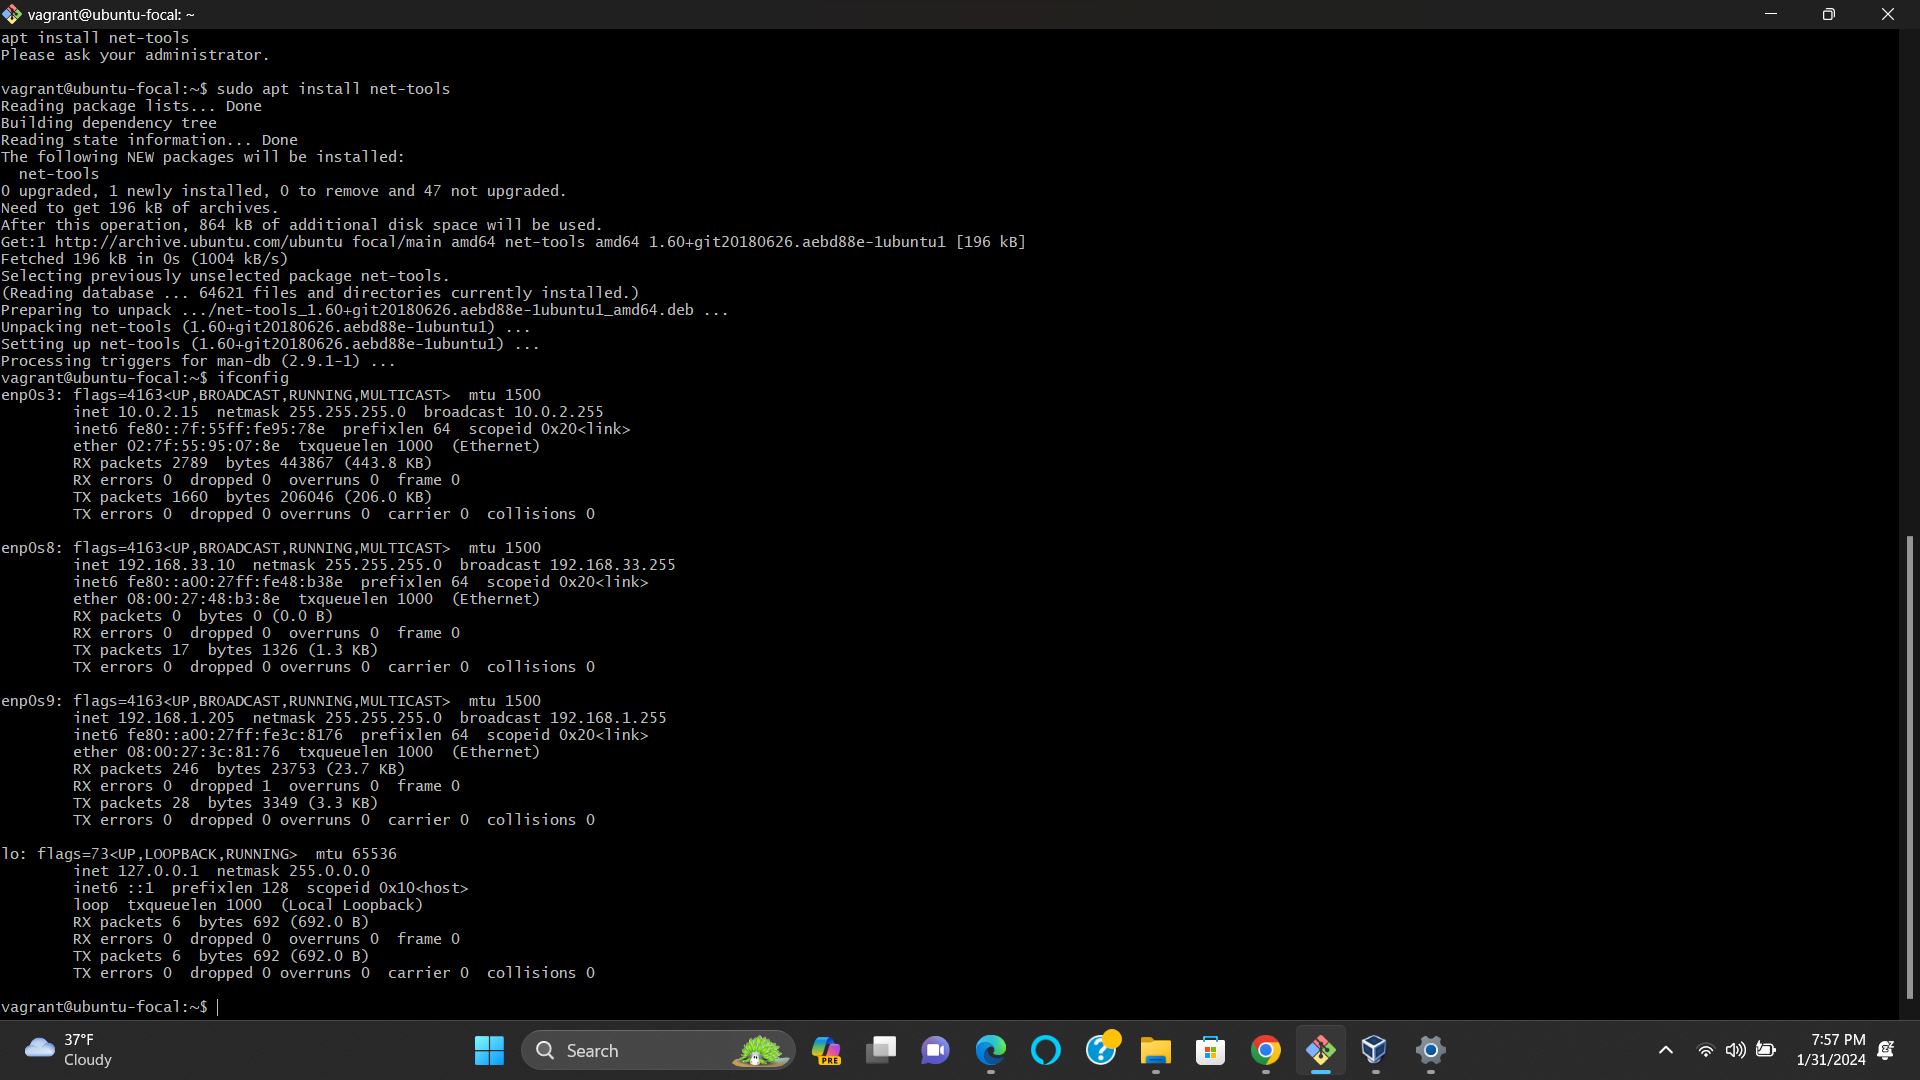 vagrant@ubuntu-focal: ~
apt install net-tools
Please ask your administrator.
vagrant@ubuntu-focal:~$ sudo apt install net-tools
Reading package lists... Done
Building dependency tree
Reading state information... Done
The following NEW packages will be installed:
  net-tools
0 upgraded, 1 newly installed, 0 to remove and 47 not upgraded.
Need to get 196 kB of archives.
After this operation, 864 kB of additional disk space will be used.
Get:1 http://archive.ubuntu.com/ubuntu focal/main amd64 net-tools amd64 1.60+git20180626.aebd88e-1ubuntu1 [196 kB]
Fetched 196 kB in 0s (1004 kB/s)
Selecting previously unselected package net-tools.
(Reading database ... 64621 files and directories currently installed.)
Preparing to unpack .../net-tools_1.60+git20180626.aebd88e-1ubuntu1_amd64.deb ...
Unpacking net-tools (1.60+git20180626.aebd88e-1ubuntu1) ...
Setting up net-tools (1.60+git20180626.aebd88e-1ubuntu1) ...
Processing triggers for man-db (2.9.1-1) ...
vagrant@ubuntu-focal:~$ ifconfig
enp0s3: flags=4163<UP,BROADCAST,RUNNING,MULTICAST>  mtu 1500
        inet 10.0.2.15  netmask 255.255.255.0  broadcast 10.0.2.255
        inet6 fe80::7f:55ff:fe95:78e  prefixlen 64  scopeid 0x20<link>
        ether 02:7f:55:95:07:8e  txqueuelen 1000  (Ethernet)
        RX packets 2789  bytes 443867 (443.8 KB)
        RX errors 0  dropped 0  overruns 0  frame 0
        TX packets 1660  bytes 206046 (206.0 KB)
        TX errors 0  dropped 0 overruns 0  carrier 0  collisions 0
enp0s8: flags=4163<UP,BROADCAST,RUNNING,MULTICAST>  mtu 1500
        inet 192.168.33.10  netmask 255.255.255.0  broadcast 192.168.33.255
        inet6 fe80::a00:27ff:fe48:b38e  prefixlen 64  scopeid 0x20<link>
        ether 08:00:27:48:b3:8e  txqueuelen 1000  (Ethernet)
        RX packets 0  bytes 0 (0.0 B)
        RX errors 0  dropped 0  overruns 0  frame 0
        TX packets 17  bytes 1326 (1.3 KB)
        TX errors 0  dropped 0 overruns 0  carrier 0  collisions 0
enp0s9: flags=4163<UP,BROADCAST,RUNNING,MULTICAST>  mtu 1500
        inet 192.168.1.205  netmask 255.255.255.0  broadcast 192.168.1.255
        inet6 fe80::a00:27ff:fe3c:8176  prefixlen 64  scopeid 0x20<link>
        ether 08:00:27:3c:81:76  txqueuelen 1000  (Ethernet)
        RX packets 246  bytes 23753 (23.7 KB)
        RX errors 0  dropped 1  overruns 0  frame 0
        TX packets 28  bytes 3349 (3.3 KB)
        TX errors 0  dropped 0 overruns 0  carrier 0  collisions 0
lo: flags=73<UP,LOOPBACK,RUNNING>  mtu 65536
        inet 127.0.0.1  netmask 255.0.0.0
        inet6 ::1  prefixlen 128  scopeid 0x10<host>
        loop  txqueuelen 1000  (Local Loopback)
        RX packets 6  bytes 692 (692.0 B)
        RX errors 0  dropped 0  overruns 0  frame 0
        TX packets 6  bytes 692 (692.0 B)
        TX errors 0  dropped 0 overruns 0  carrier 0  collisions 0
vagrant@ubuntu-focal:~$
37°F
Cloudy
Search
PRE
7:57 PM
1/31/2024